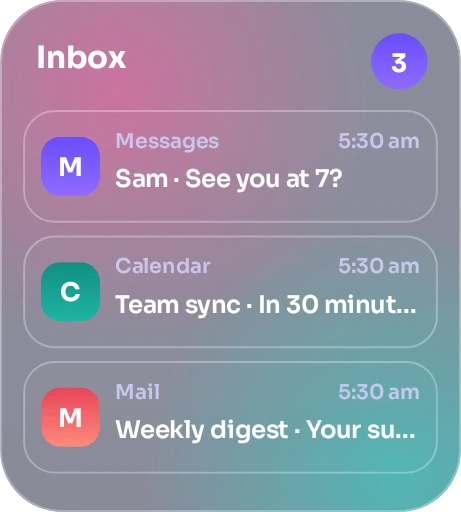 Inbox
3
Messages 5:30 am
M
Sam · See you at 7?
Calendar 5:30 am
C
Team sync · In 30 minut...
Mail 5:30 am
M
Weekly digest · Your su...